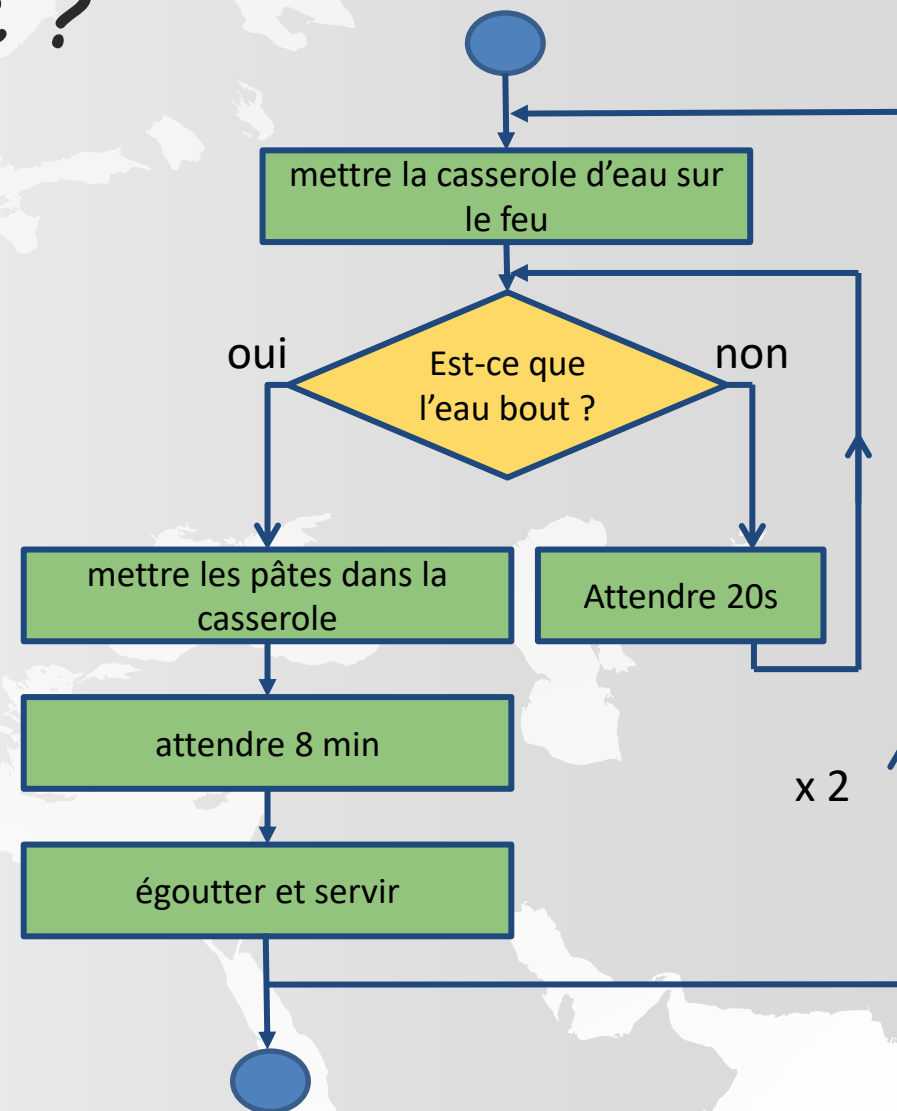 ?
mettre la casserole d'eau sur
le feu
oui
Est-ce que
l'eau bout ?
non
mettre les pâtes dans la
casserole
Attendre 20s
attendre 8 min
x 2
égoutter et servir